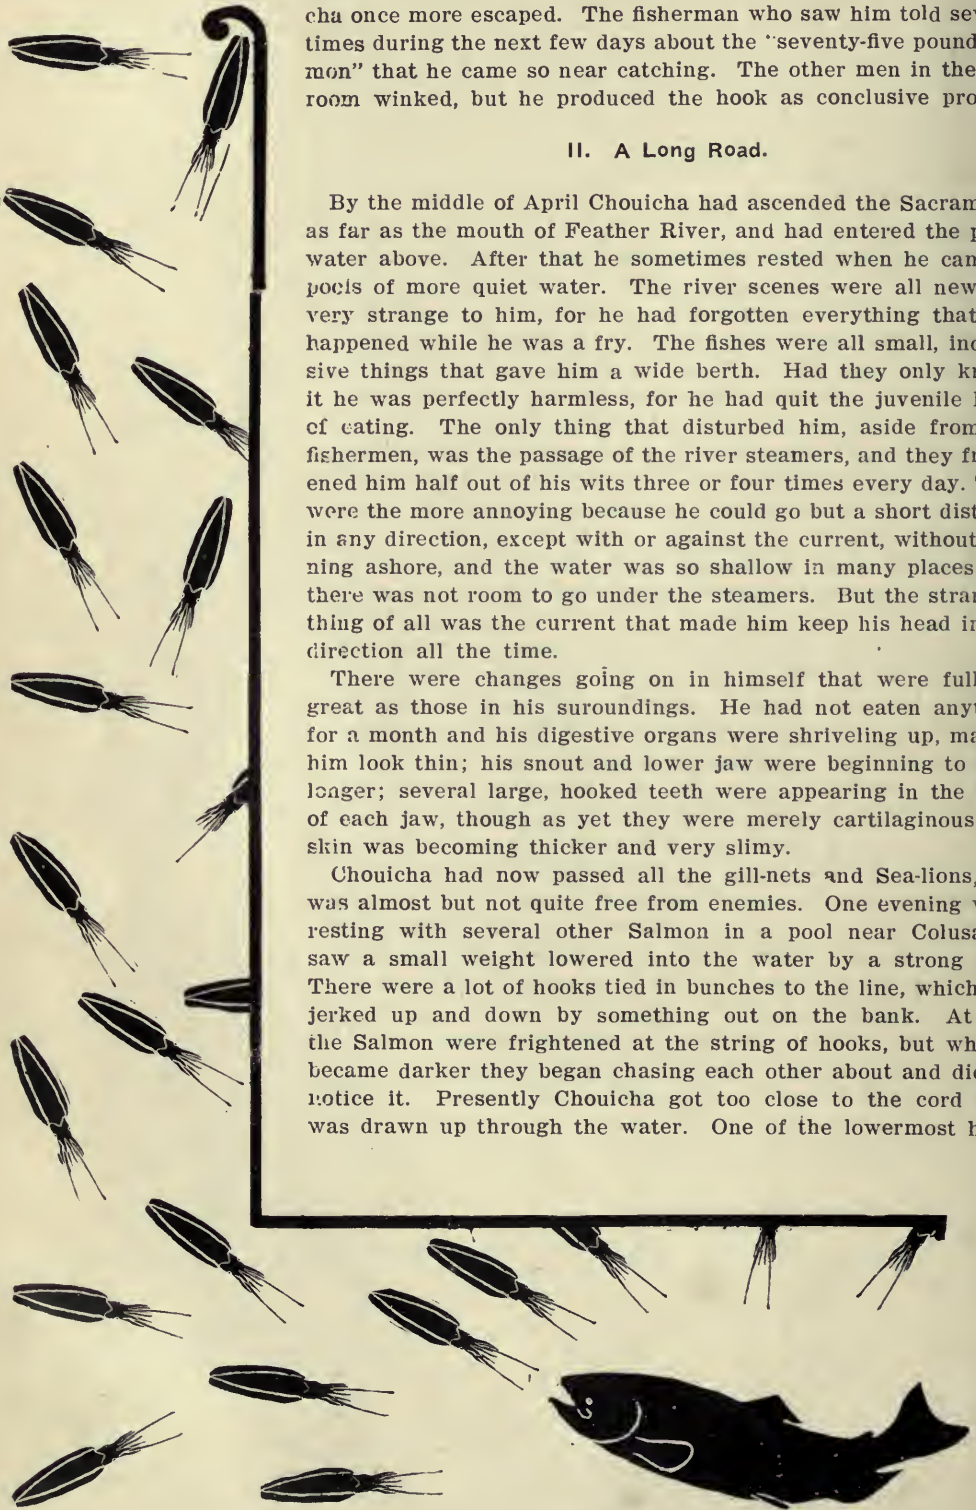 cha once more escaped. The fisherman who saw him told se
times during the next few days about the "seventy-five pound
mon" that he came so near catching. The other men in the
room winked, but he produced the hook as conclusive pro
II. A Long Road.
By the middle of April Chouicha had ascended the Sacram
as far as the mouth of Feather River, and had entered the
water above. After that he sometimes rested when he cam
pools of more quiet water. The river scenes were all new
very strange to him, for he had forgotten everything that
happened while he was a fry. The fishes were all small, ino
sive things that gave him a wide berth. Had they only k
it he was perfectly harmless, for he had quit the juvenile
of eating. The only thing that disturbed him, aside from
fishermen, was the passage of the river steamers, and they fr
ened him half out of his wits three or four times every day.
were the more annoying because he could go but a short dist
in any direction, except with or against the current, without
ning ashore, and the water was so shallow in many places
there was not room to go under the steamers. But the stran
thing of all was the current that made him keep his head in
direction all the time.
There were changes going on in himself that were full
great as those in his suroundings. He had not eaten anyt
for a month and his digestive organs were shriveling up, ma
him look thin; his snout and lower jaw were beginning to
longer; several large, hooked teeth were appearing in the
of each jaw, though as yet they were merely cartilaginous
skin was becoming thicker and very slimy.
Chouicha had now passed all the gill-nets and Sea-lions,
was almost but not quite free from enemies. One evening
resting with several other Salmon in a pool near Colusa
saw a small weight lowered into the water by a strong
There were a lot of hooks tied in bunches to the line, which
jerked up and down by something out on the bank. At
the Salmon were frightened at the string of hooks, but wh
became darker they began chasing each other about and di
notice it. Presently Chouicha got too close to the cord
was drawn up through the water. One of the lowermost h